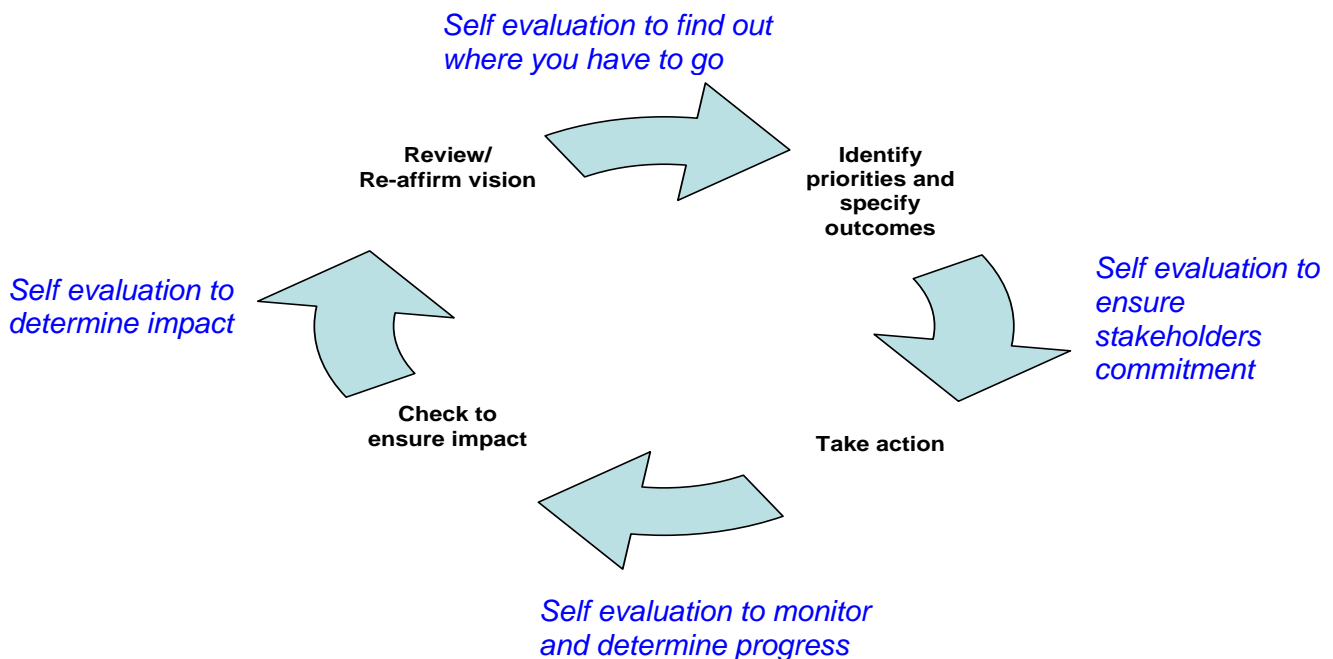 Self evaluation to find out
where you have to go
Review/
Re-affirm vision
Identify
priorities and
specify
outcomes
Self evaluation to
ensure
stakeholders
commitment
Self evaluation to
determine impact
Check to
ensure impact
Take action
Self evaluation to monitor
and determine progress